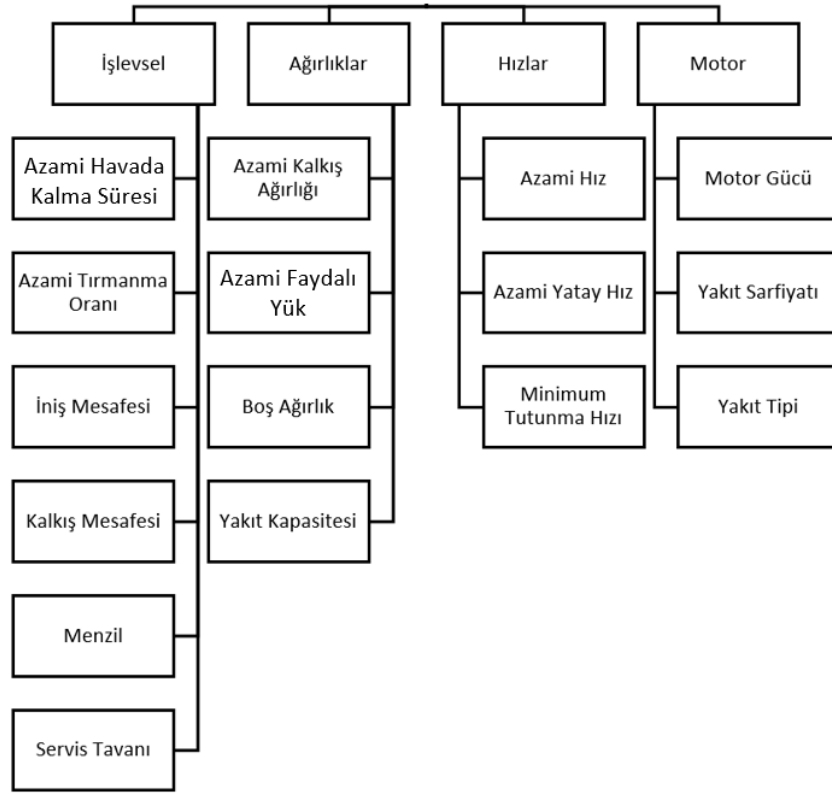 İşlevsel
Azami Havada
Kalma Süresi
Azami Tırmanma
Oranı
İniş Mesafesi
Kalkış Mesafesi
Menzil
Servis Tavanı
Ağırlıklar
Azami Kalkış
Ağırlığı
Azami Faydalı
Yük
Boş Ağırlık
Yakıt Kapasitesi
Hızlar
Azami Hız
Azami Yatay Hız
Minimum
Tutunma Hızı
Motor
Motor Gücü
Yakıt Sarfiyatı
Yakıt Tipi